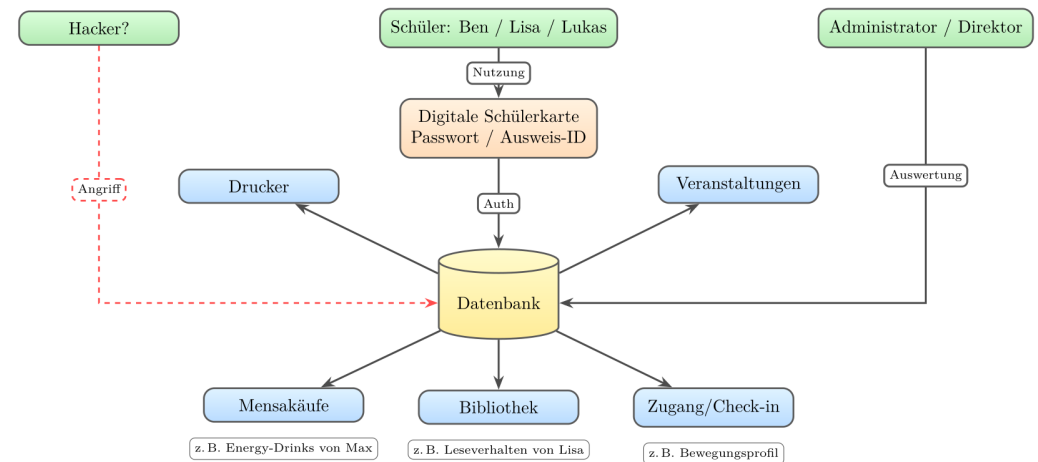 Hacker?
Schüler: Ben / Lisa / Lukas
Administrator / Direktor
Nutzung
Digitale Schülerkarte
Passwort / Ausweis-ID
Angriff
Drucker
Veranstaltungen
Auswertung
Auth
Datenbank
Mensakäufe
Bibliothek
Zugang/Check-in
z. B. Energy-Drinks von Max
z. B. Leseverhalten von Lisa
z. B. Bewegungsprofil